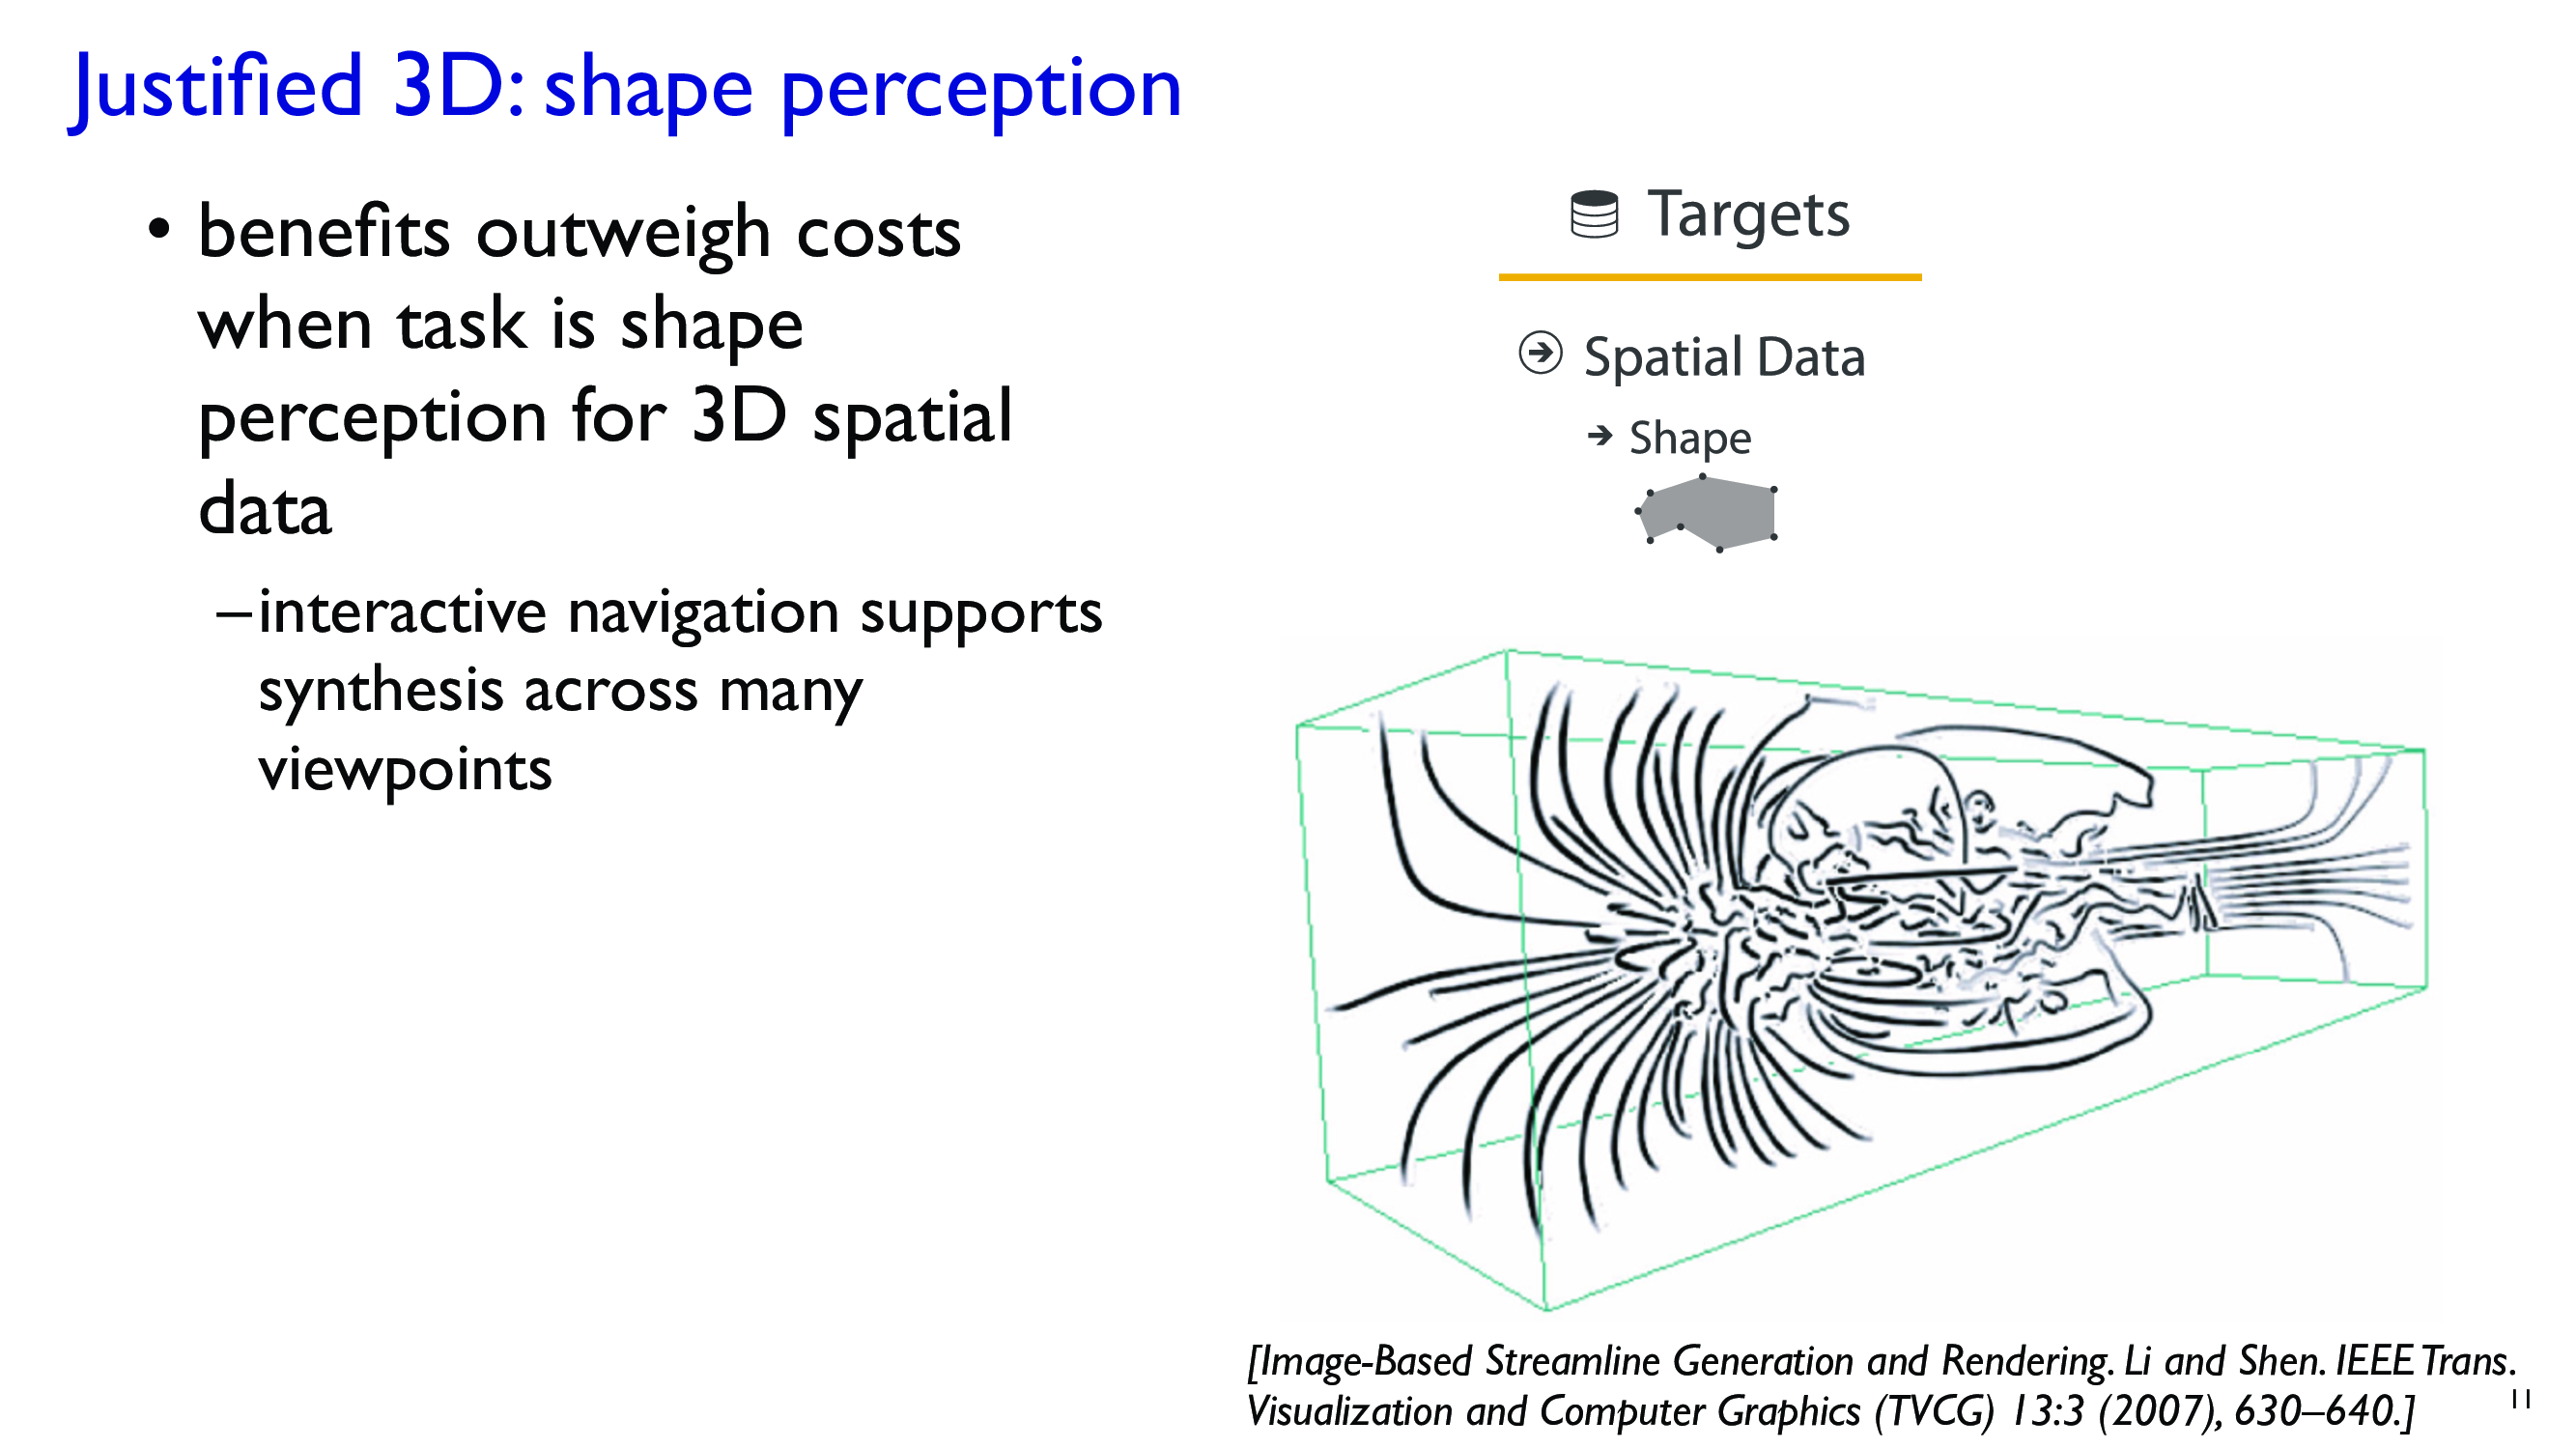 Justified 3D: shape perception
• benefits outweigh costs
when task is shape
perception for 3D spatial
data
–interactive navigation supports
synthesis across many
viewpoints
Targets
Spatial Data
Shape
[Image-Based Streamline Generation and Rendering. Li and Shen. IEEE Trans.
Visualization and Computer Graphics (TVCG) 13:3 (2007), 630–640.]
11